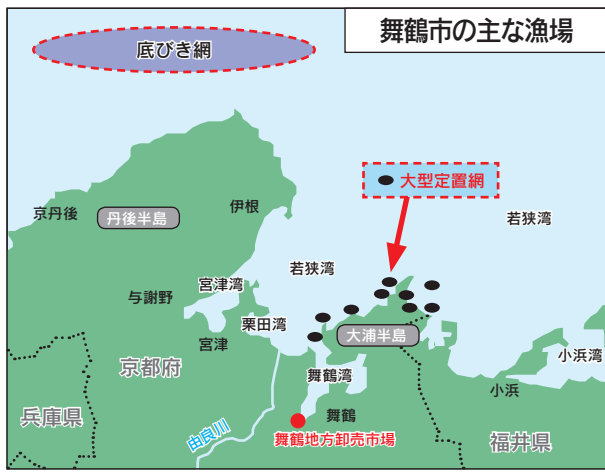 舞鶴市の主な漁場
底びき網
大型定置網
京丹後
丹後半島
伊根
若狭湾
若狭湾
宮津湾
与謝野
栗田湾
宮津
大浦半島
小浜湾
京都府
舞鶴湾
小浜
兵庫県
由良川
舞鶴
舞鶴地方卸売市場
福井県